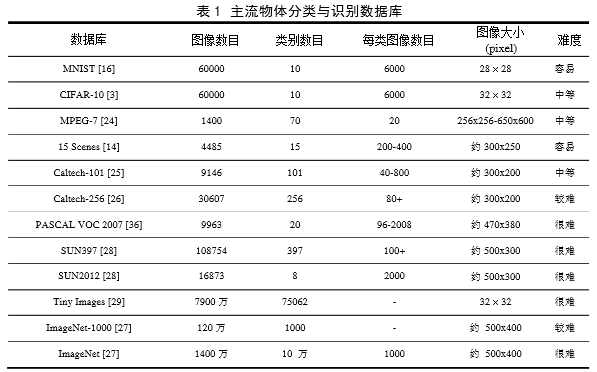 表 1 主流物体分类与识别数据库
数据库 图像数目 类别数目 每类图像数目 图像大小 (pixel) 难度
MNIST [16] 60000 10 6000 28 × 28 容易
CIFAR-10 [3] 60000 10 6000 32 × 32 中等
MPEG-7 [24] 1400 70 20 256x256-650x600 中等
15 Scenes [14] 4485 15 200-400 约 300x250 容易
Caltech-101 [25] 9146 101 40-800 约 300x200 中等
Caltech-256 [26] 30607 256 80+ 约 300x200 较难
PASCAL VOC 2007 [36] 9963 20 96-2008 约 470x380 很难
SUN397 [28] 108754 397 100+ 约 500x300 很难
SUN2012 [28] 16873 8 2000 约 500x300 很难
Tiny Images [29] 7900 万 75062 - 32 × 32 很难
ImageNet-1000 [27] 120 万 1000 - 约 500x400 较难
ImageNet [27] 1400 万 10 万 1000 约 500x400 很难